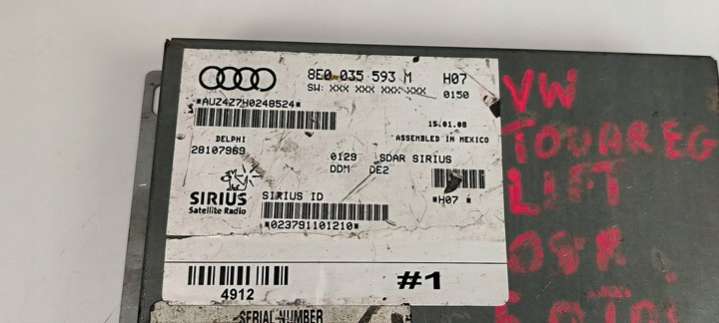 8E0 035 593 M H07
SW: XXX XXX XXX XXX 0150
*AUZ4Z7H0248524*
15.01.08
DELPHI ASSEMBLED IN MEXICO
28107969
0129 SDAR SIRIUS
DDM DE2
SIRIUS
Satellite Radio
SIRIUS ID
*H07 *
*023791101210*
4912
#1
SERIAL NUMBER
VW
TOUAREG
LIFT
08R